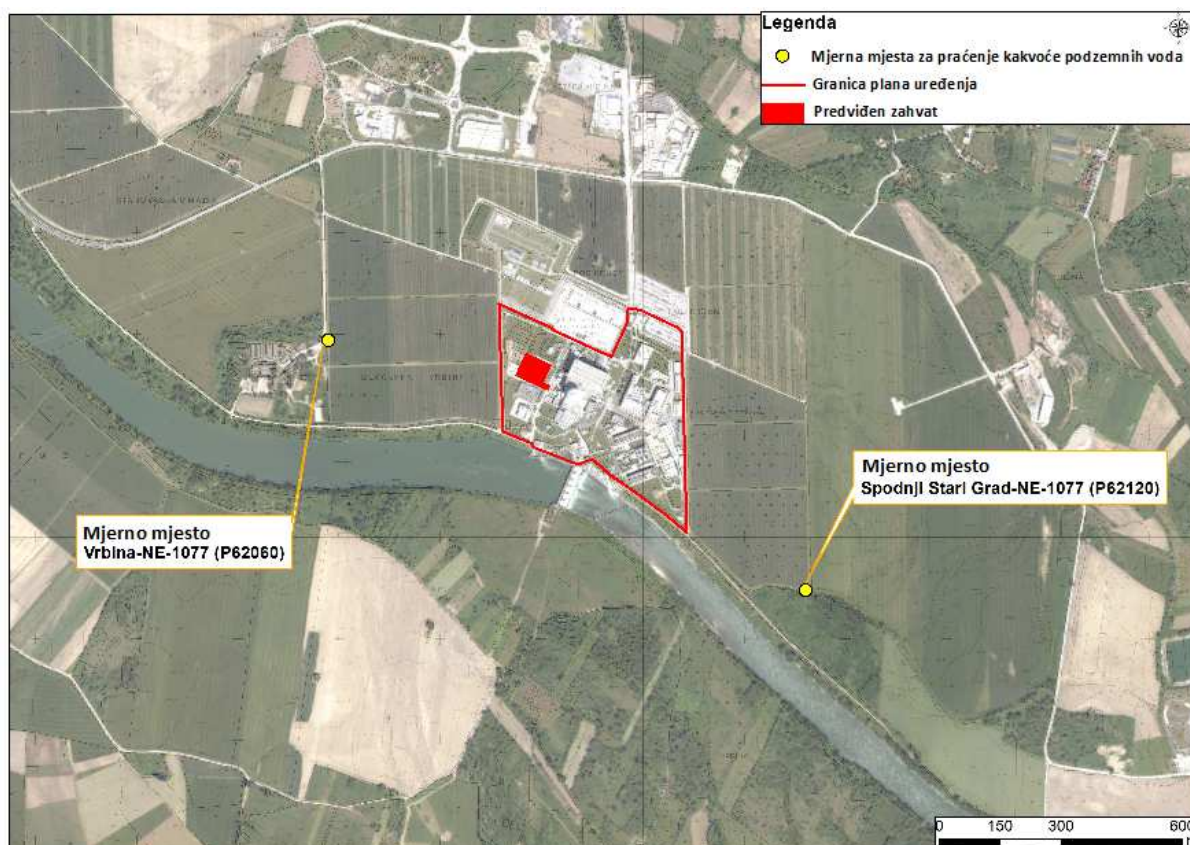 Legenda
Mjerna mjesta za praćenje kakvoće podzemnih voda
Granica plana uređenja
Predviđen zahvat
Mjerno mjesto
Spodnji Stari Grad-NE-1077 (P62120)
Mjerno mjesto
Vrbina-NE-1077 (P62060)
0 150 300 600